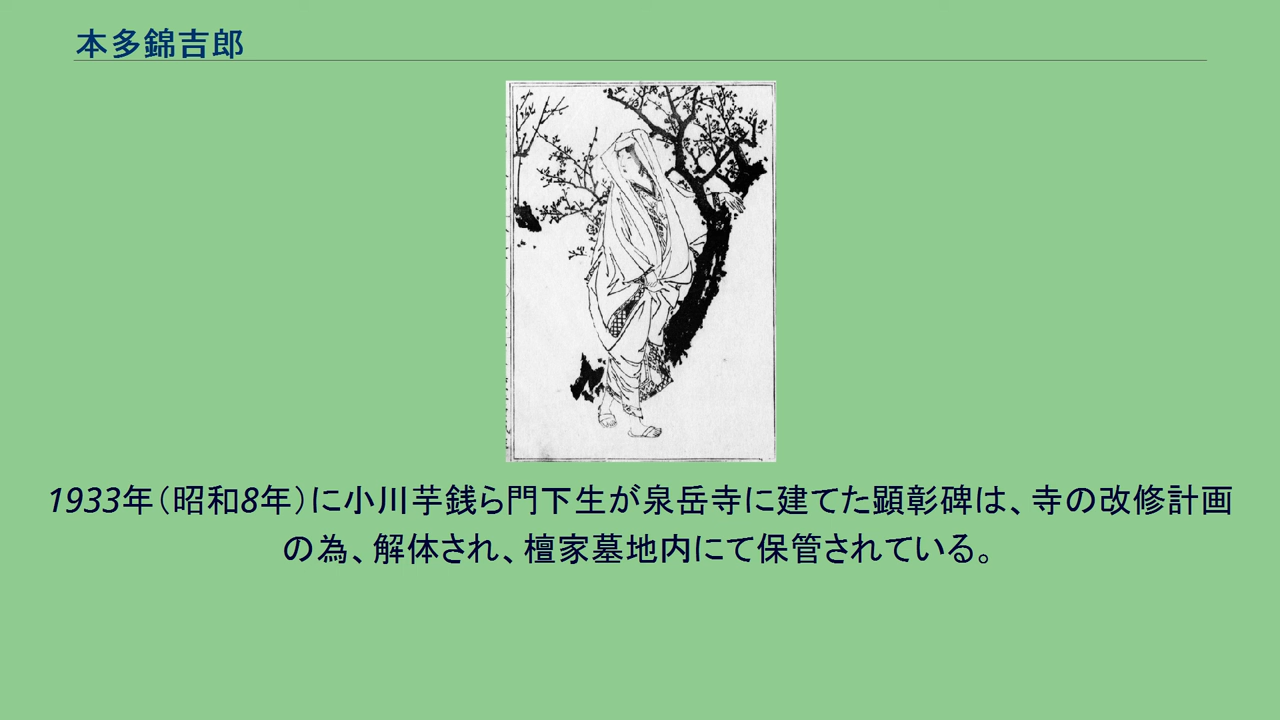 本多錦吉郎
1933年（昭和8年）に小川芋銭ら門下生が泉岳寺に建てた顕彰碑は、寺の改修計画
の為、解体され、檀家墓地内にて保管されている。